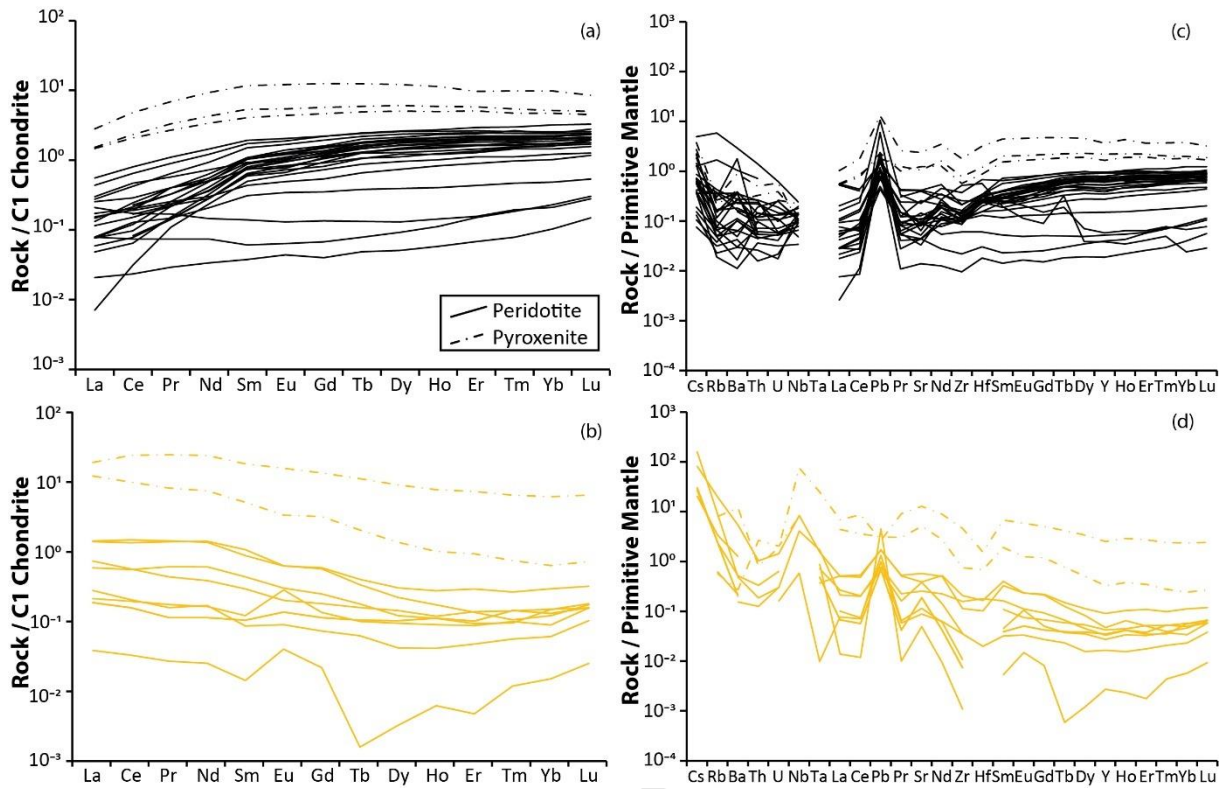 (a)
Rock / C1 Chondrite
10²
10¹
10⁰
10⁻¹
10⁻²
10⁻³
La Ce Pr Nd Sm Eu Gd Tb Dy Ho Er Tm Yb Lu
Peridotite
Pyroxenite
(c)
Rock / Primitive Mantle
10³
10²
10¹
10⁰
10⁻¹
10⁻²
10⁻³
10⁻⁴
Cs Rb Ba Th U Nb Ta La Ce Pb Pr Sr Nd Zr Hf Sm Eu Gd Tb Dy Y Ho Er Tm Yb Lu
(b)
Rock / C1 Chondrite
10²
10¹
10⁰
10⁻¹
10⁻²
10⁻³
La Ce Pr Nd Sm Eu Gd Tb Dy Ho Er Tm Yb Lu
(d)
Rock / Primitive Mantle
10³
10²
10¹
10⁰
10⁻¹
10⁻²
10⁻³
10⁻⁴
Cs Rb Ba Th U Nb Ta La Ce Pb Pr Sr Nd Zr Hf Sm Eu Gd Tb Dy Y Ho Er Tm Yb Lu